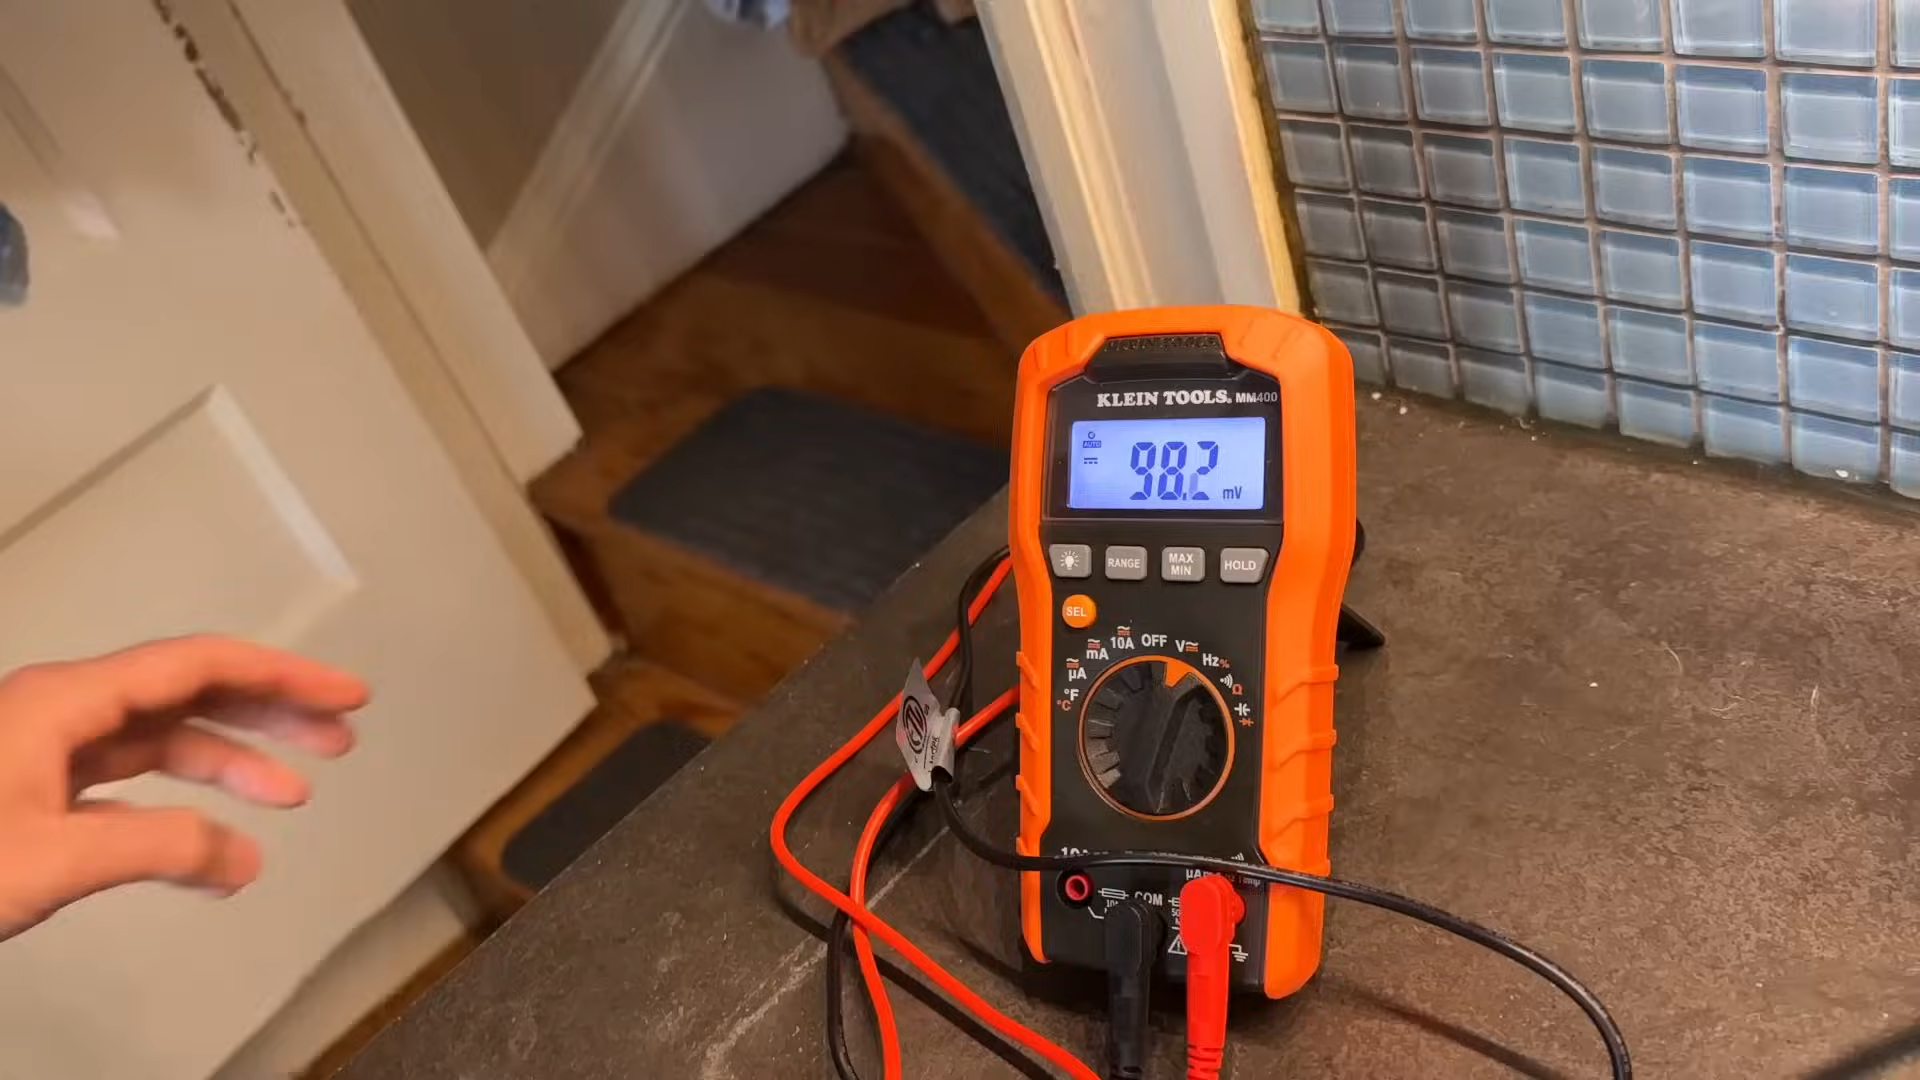 KLEIN TOOLS® MM400
AUTO
98.2 mV
RANGE
MAX
MIN
HOLD
SEL
OFF
10A
V
mA
Hz%
µA
Ω
°F
°C
COM